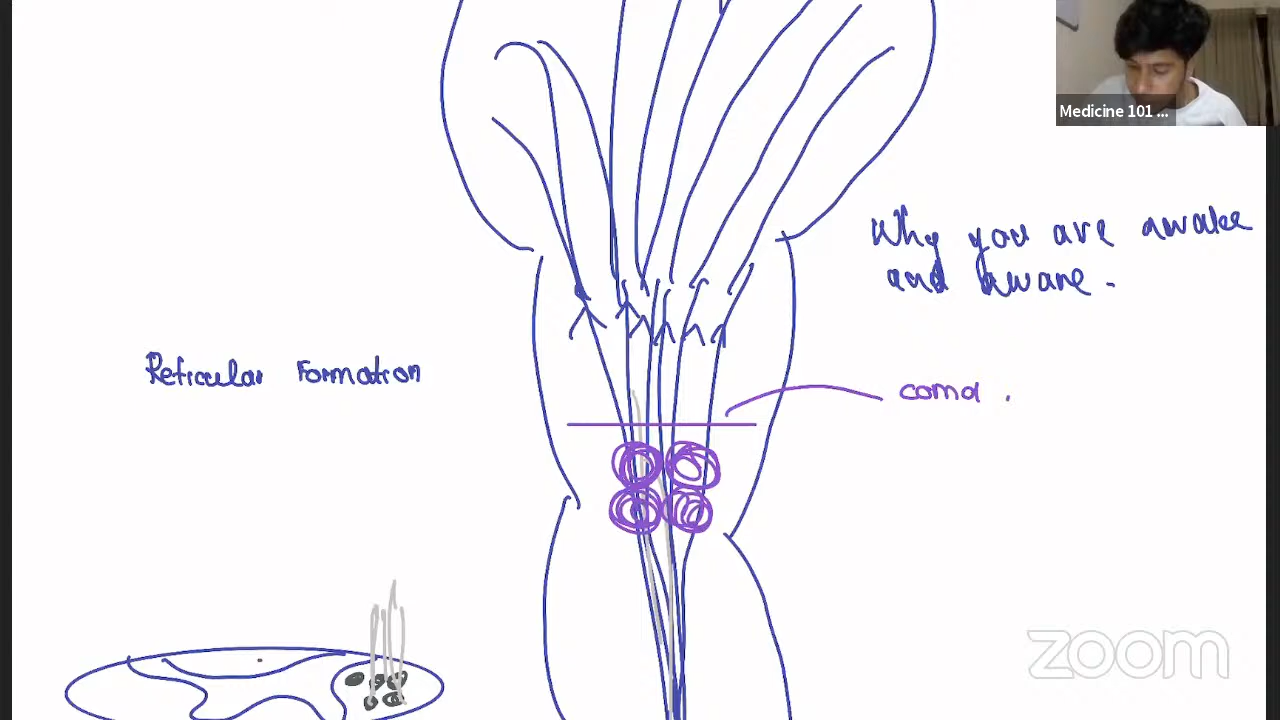 Medicine 101 ...
Why you are awake
and aware.
Reticular Formation
coma .
zoom